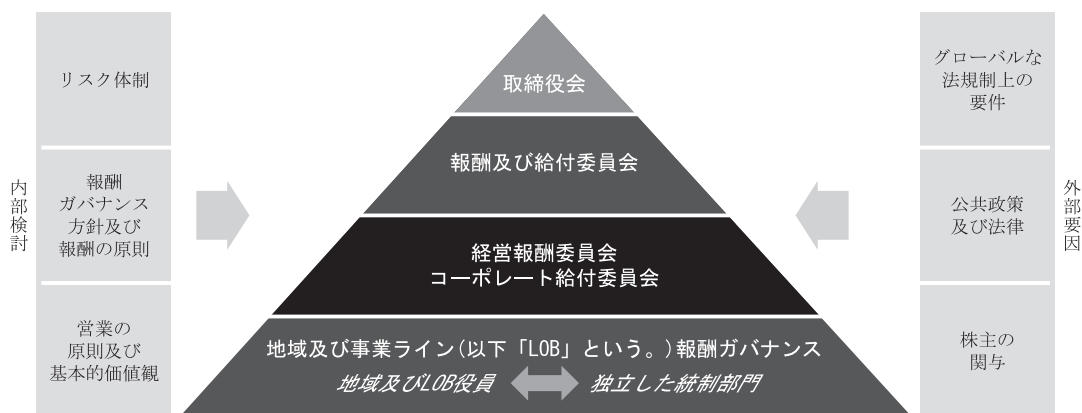 内部検討
リスク体制
報酬
ガバナンス
方針及び
報酬の原則
営業の
原則及び
基本的価値観
取締役会
報酬及び給付委員会
経営報酬委員会
コーポレート給付委員会
地域及び事業ライン(以下「LOB」という。)報酬ガバナンス
地域及びLOB役員 独立した統制部門
グローバルな
法規制上の
要件
公共政策
及び法律
株主の
関与
外部要因